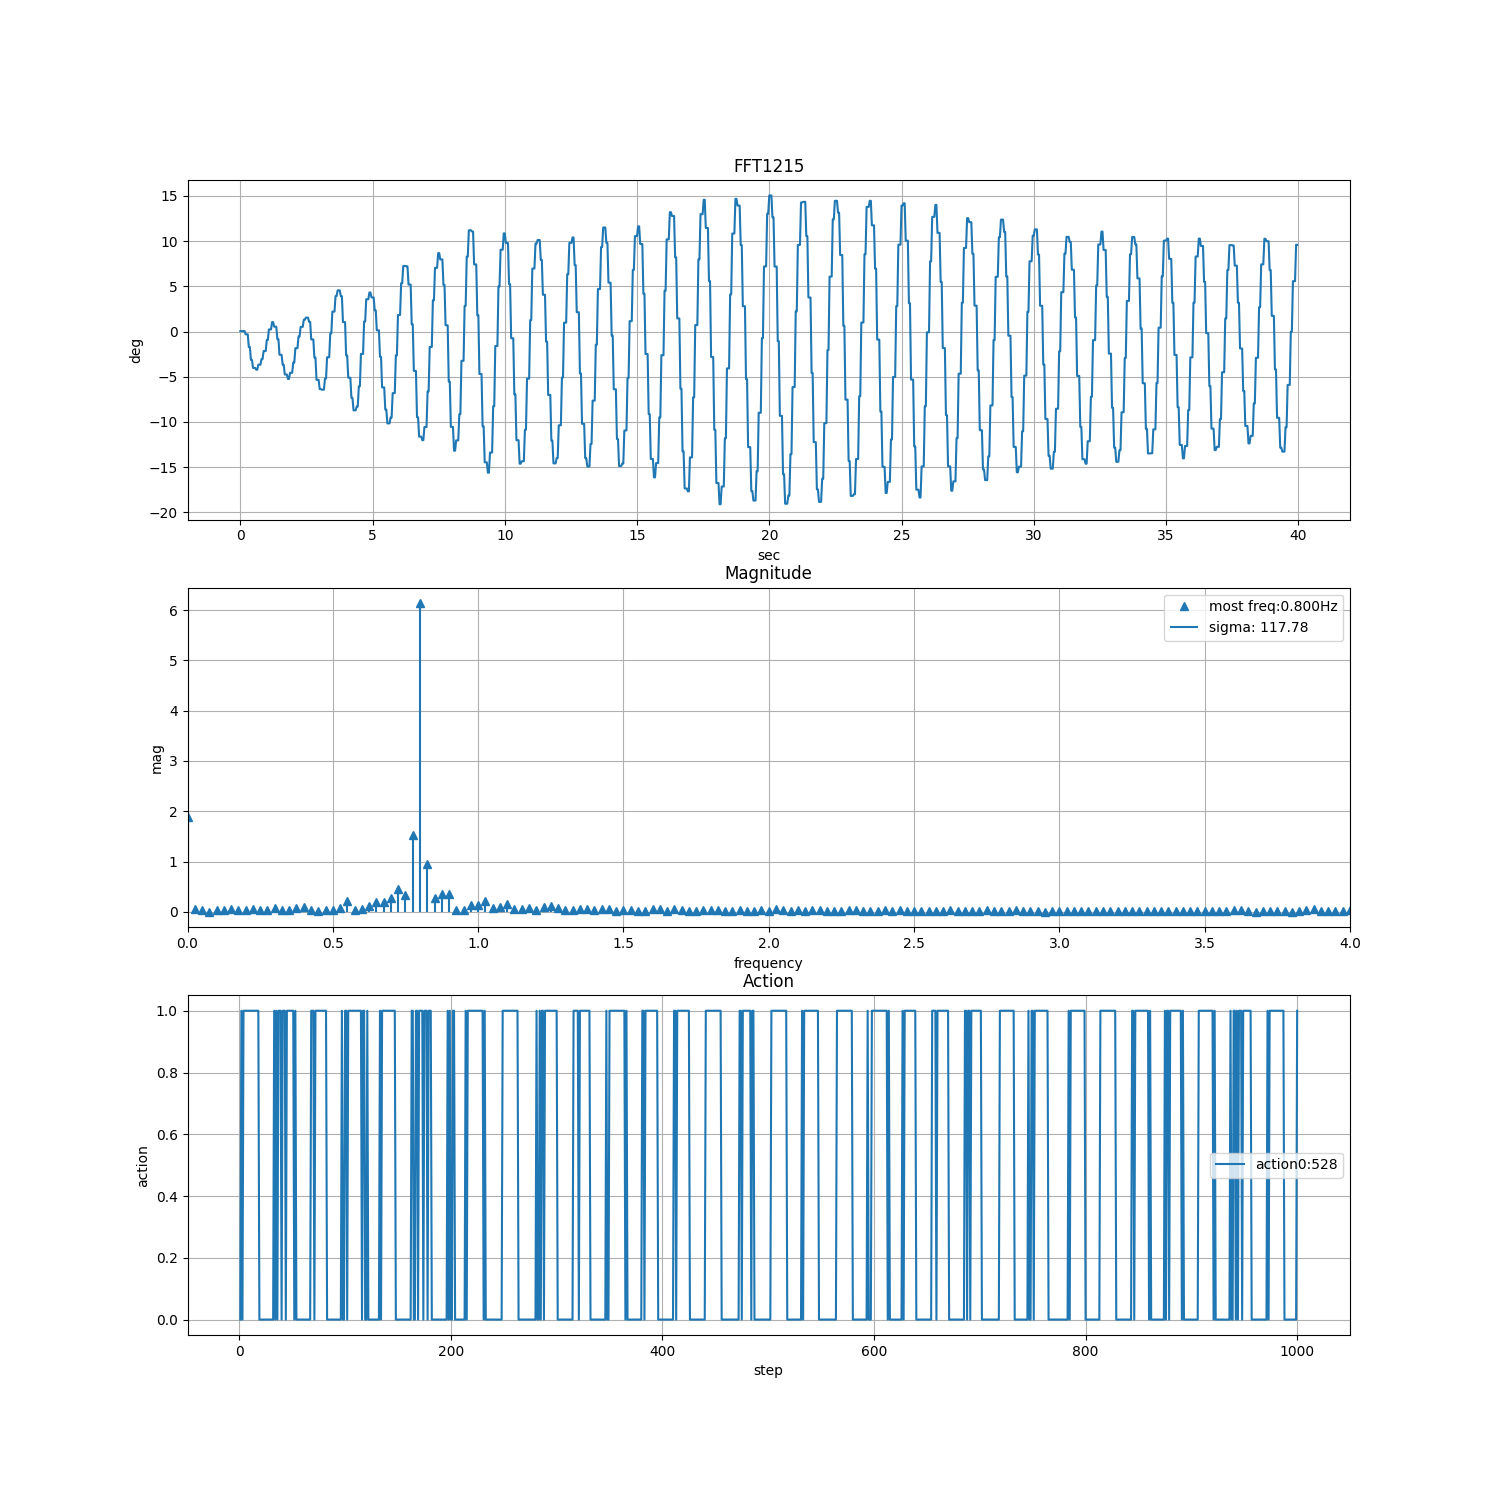 FFT1215
15
10
5
0
−5
−10
−15
−20
deg
0 5 10 15 20 25 30 35 40
sec
Magnitude
6
5
4
3
2
1
0
mag
most freq:0.800Hz
sigma: 117.78
0.0 0.5 1.0 1.5 2.0 2.5 3.0 3.5 4.0
frequency
Action
1.0
0.8
0.6
0.4
0.2
0.0
action
action0:528
0 200 400 600 800 1000
step